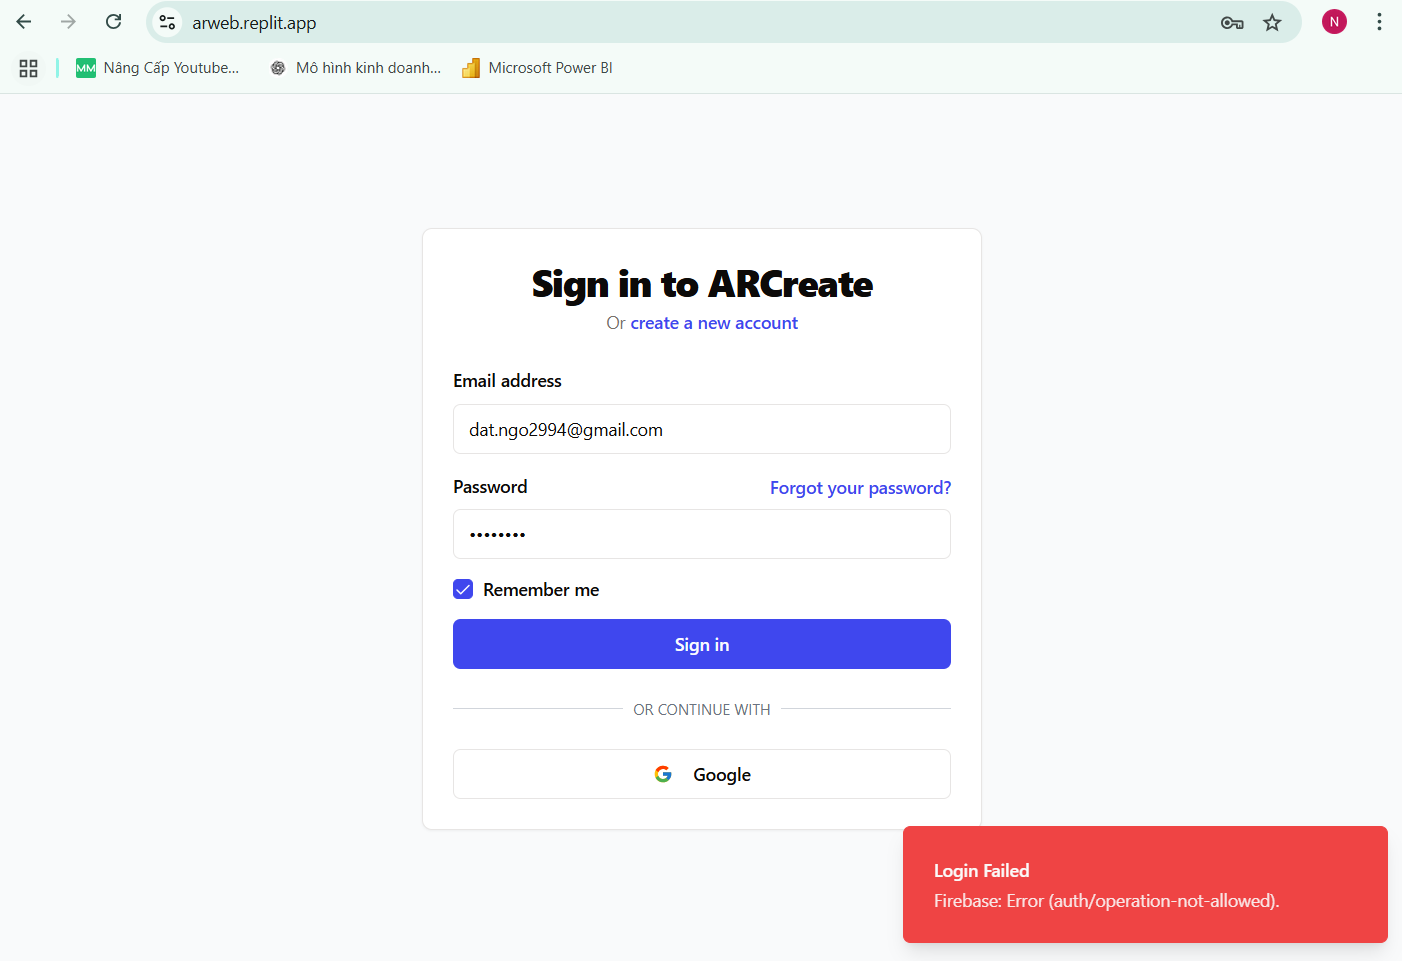 arweb.replit.app
N
MM Nâng Cấp Youtube...
Mô hình kinh doanh...
Microsoft Power BI
Sign in to ARCreate
Or create a new account
Email address
dat.ngo2994@gmail.com
Password
Forgot your password?
Remember me
Sign in
OR CONTINUE WITH
G Google
Login Failed
Firebase: Error (auth/operation-not-allowed).